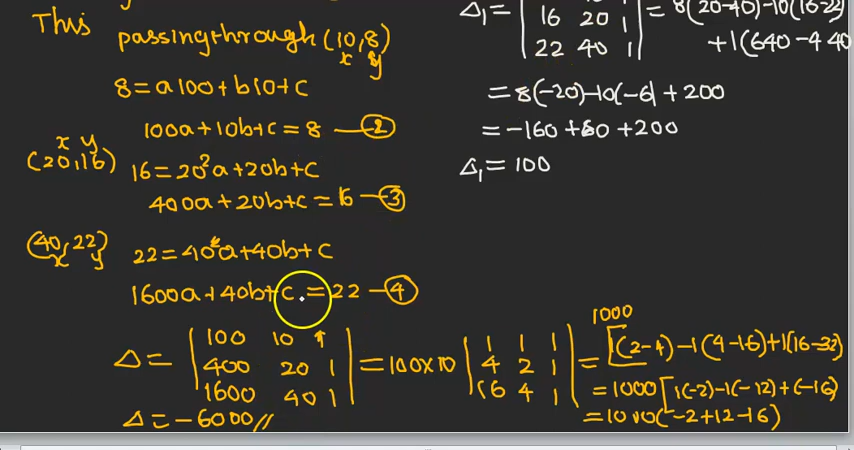 This passing through (10,8)
x y
8 = a100 + b10 + c
100a + 10b + c = 8 — 2
x y
(20,16) 16 = 20²a + 20b + c
400a + 20b + c = 16 — 3
(40,22) 22 = 40²a + 40b + c
x y
1600a + 40b + c = 22 — 4
Δ = | 100 10 1 | = 100×10 | 1 1 1 | = 1000 [1(2-4) -1(4-16) +1(16-32)
| 400 20 1 | | 4 2 1 | = 1000 [1(-2) -1(-12) + (-16)
| 1600 40 1 | | 16 4 1 | = 1000(-2+12-16)
Δ = -6000 //
Δ₁ = | 16 20 1 | = 8(20-40) -10(16-22)
| 22 40 1 | +1(640-440
= 8(-20) -10(-6) + 200
= -160 + 60 + 200
Δ₁ = 100